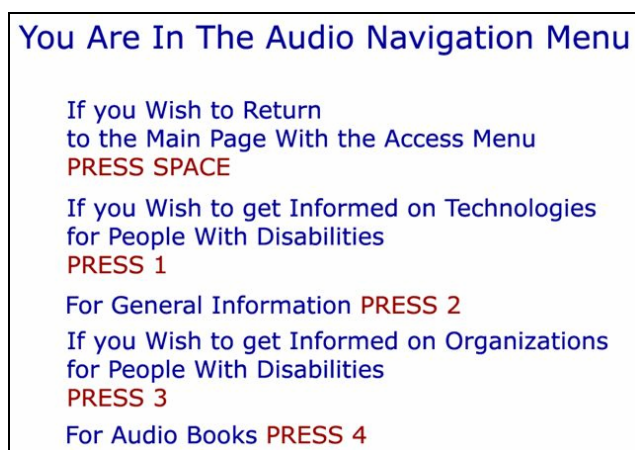 You Are In The Audio Navigation Menu
If you Wish to Return
to the Main Page With the Access Menu
PRESS SPACE
If you Wish to get Informed on Technologies
for People With Disabilities
PRESS 1
For General Information PRESS 2
If you Wish to get Informed on Organizations
for People With Disabilities
PRESS 3
For Audio Books PRESS 4